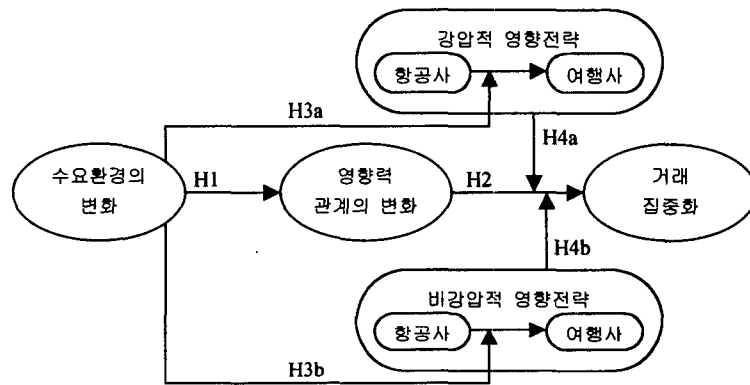 강압적 영향전략
항공사
여행사
H3a
H4a
수요환경의
변화
H1
영향력
관계의 변화
H2
거래
집중화
H4b
비강압적 영향전략
항공사
여행사
H3b